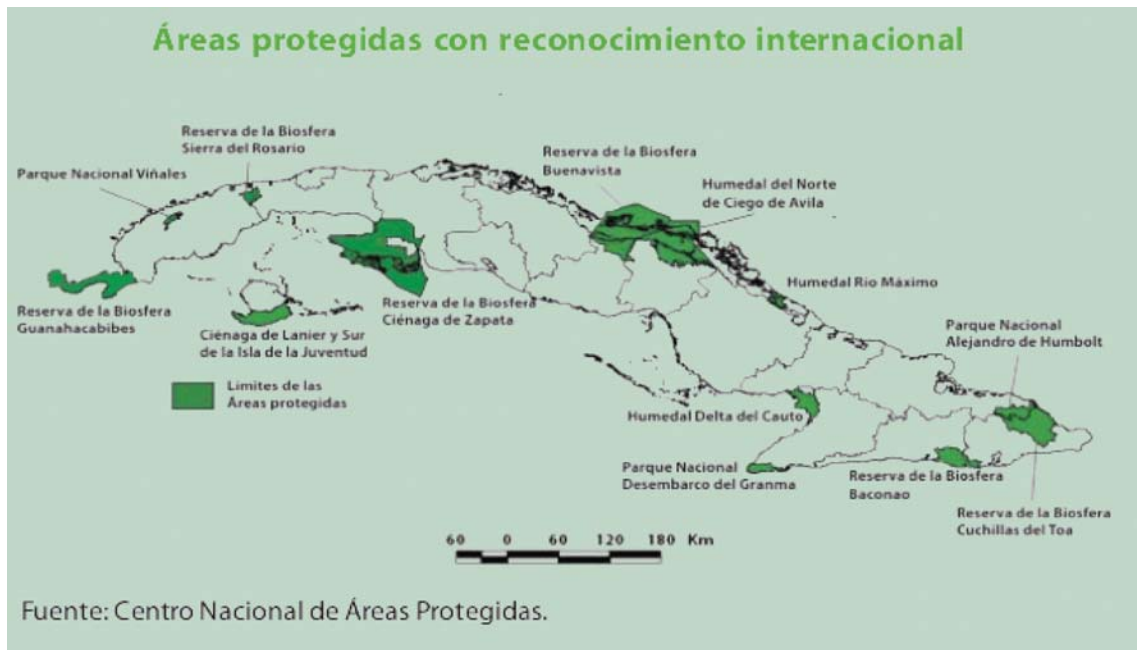 Áreas protegidas con reconocimiento internacional
Reserva de la Biosfera
Sierra del Rosario
Parque Nacional Viñales
Reserva de la Biosfera
Buenavista
Humedal del Norte
de Ciego de Avila
Humedal Rio Máximo
Reserva de la Biosfera
Guanahacabibes
Ciénaga de Lanier y Sur
de la Isla de la Juventud
Reserva de la Biosfera
Ciénaga de Zapata
Parque Nacional
Alejandro de Humbolt
Limites de las
Áreas protegidas
Humedal Delta del Cauto
Parque Nacional
Desembarco del Granma
Reserva de la Biosfera
Baconao
Reserva de la Biosfera
Cuchillas del Toa
60 0 60 120 180 Km
Fuente: Centro Nacional de Áreas Protegidas.